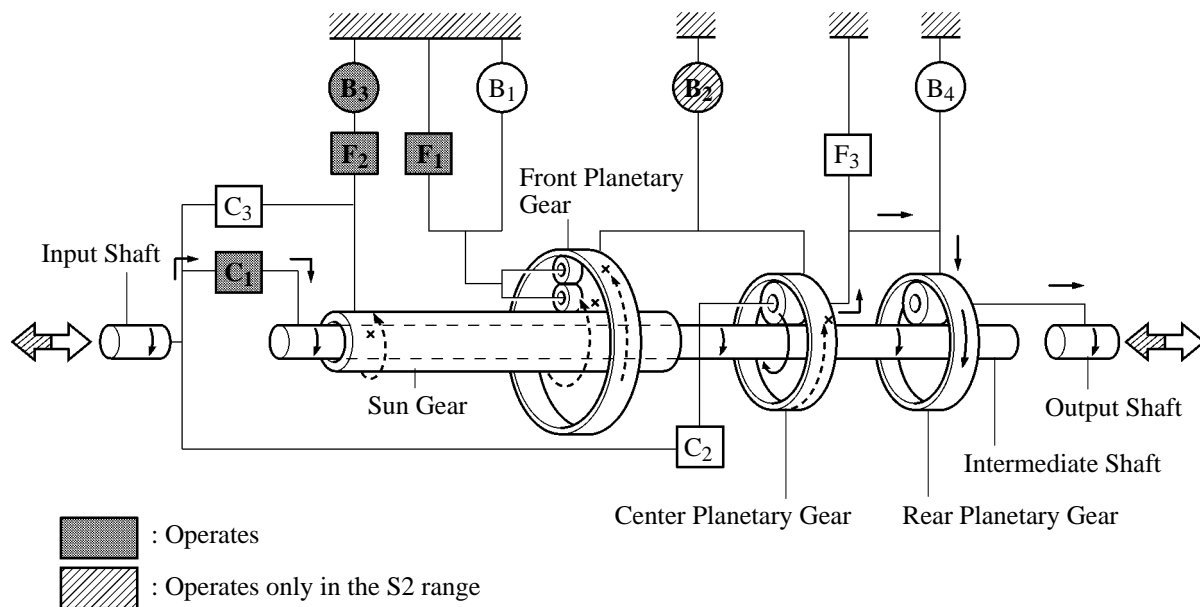 B3
B1
B2
B4
F2
F1
F3
Front Planetary
Gear
C3
Input Shaft
C1
Sun Gear
Output Shaft
C2
Intermediate Shaft
Center Planetary Gear
Rear Planetary Gear
: Operates
: Operates only in the S2 range